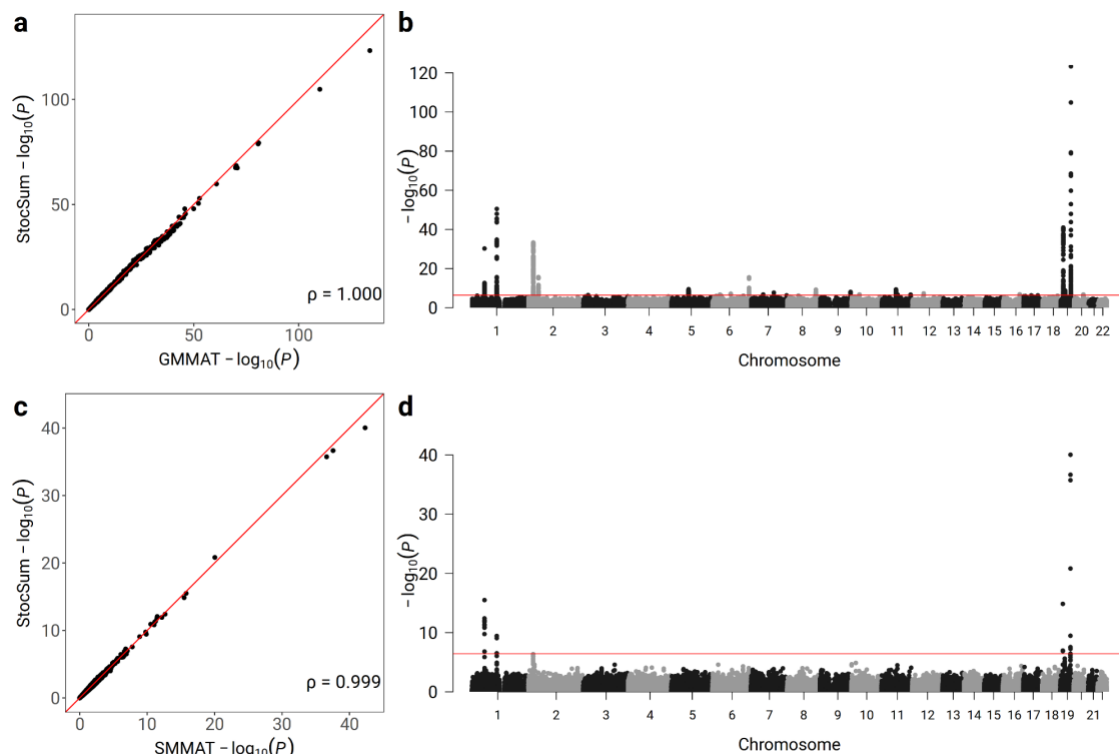 a
StocSum − log₁₀(P)
100
50
0
ρ = 1.000
0 50 100
GMMAT − log₁₀(P)
b
− log₁₀(P)
120
100
80
60
40
20
0
1 2 3 4 5 6 7 8 9 10 11 12 13 14 15 16 17 18 20 22
Chromosome
c
StocSum − log₁₀(P)
40
30
20
10
0
ρ = 0.999
0 10 20 30 40
SMMAT − log₁₀(P)
d
− log₁₀(P)
40
30
20
10
0
1 2 3 4 5 6 7 8 9 10 11 12 13 14 15 16 17 18 19 21
Chromosome